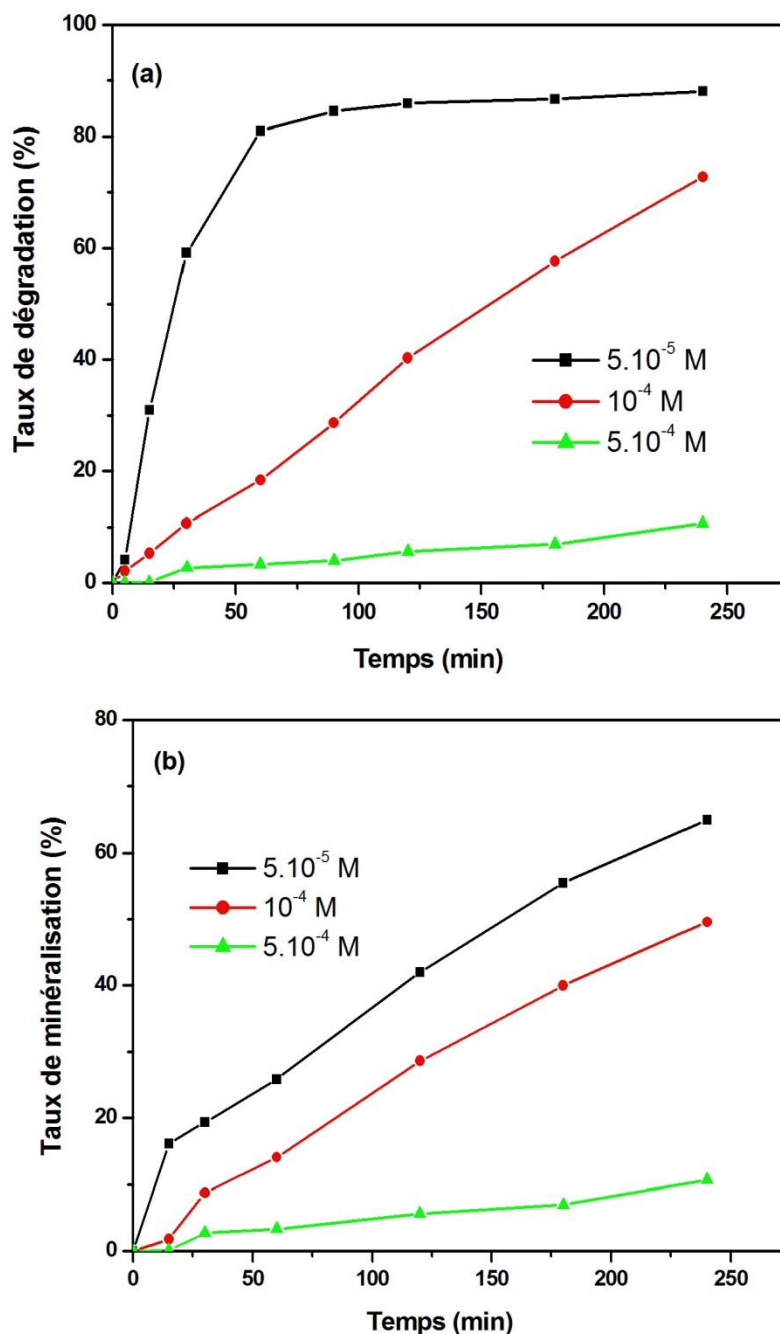 (a)
Taux de dégradation (%)
100
80
60
40
20
0
5.10⁻⁵ M
10⁻⁴ M
5.10⁻⁴ M
0 50 100 150 200 250
Temps (min)
(b)
Taux de minéralisation (%)
80
60
40
20
0
5.10⁻⁵ M
10⁻⁴ M
5.10⁻⁴ M
0 50 100 150 200 250
Temps (min)